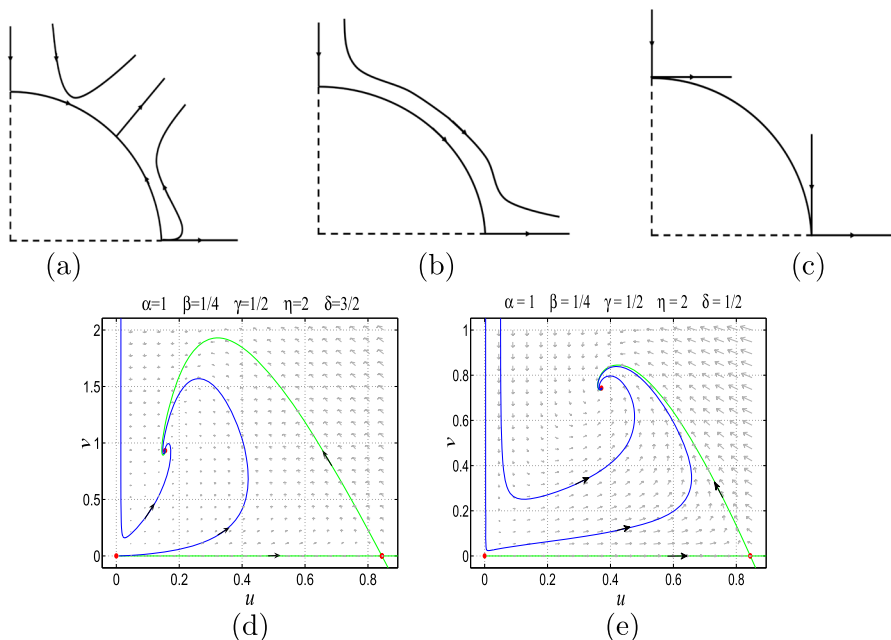 (a) (b) (c)
α=1 β=1/4 γ=1/2 η=2 δ=3/2
2
1.5
1
0.5
0
v
0 0.2 0.4 0.6 0.8
u
(d)
α = 1 β = 1/4 γ = 1/2 η = 2 δ = 1/2
1
0.8
0.6
0.4
0.2
0
v
0 0.2 0.4 0.6 0.8
u
(e)